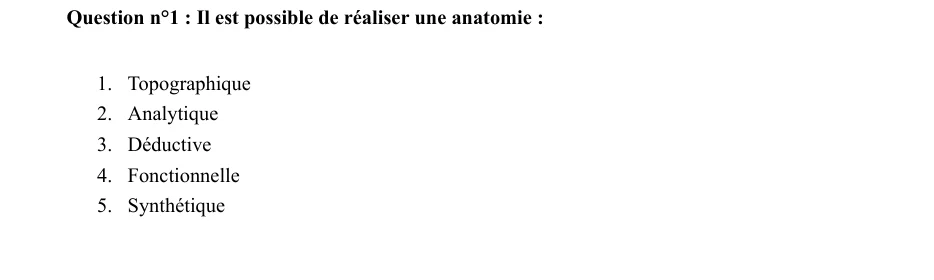 Question n°1 : Il est possible de réaliser une anatomie :
1. Topographique
2. Analytique
3. Déductive
4. Fonctionnelle
5. Synthétique